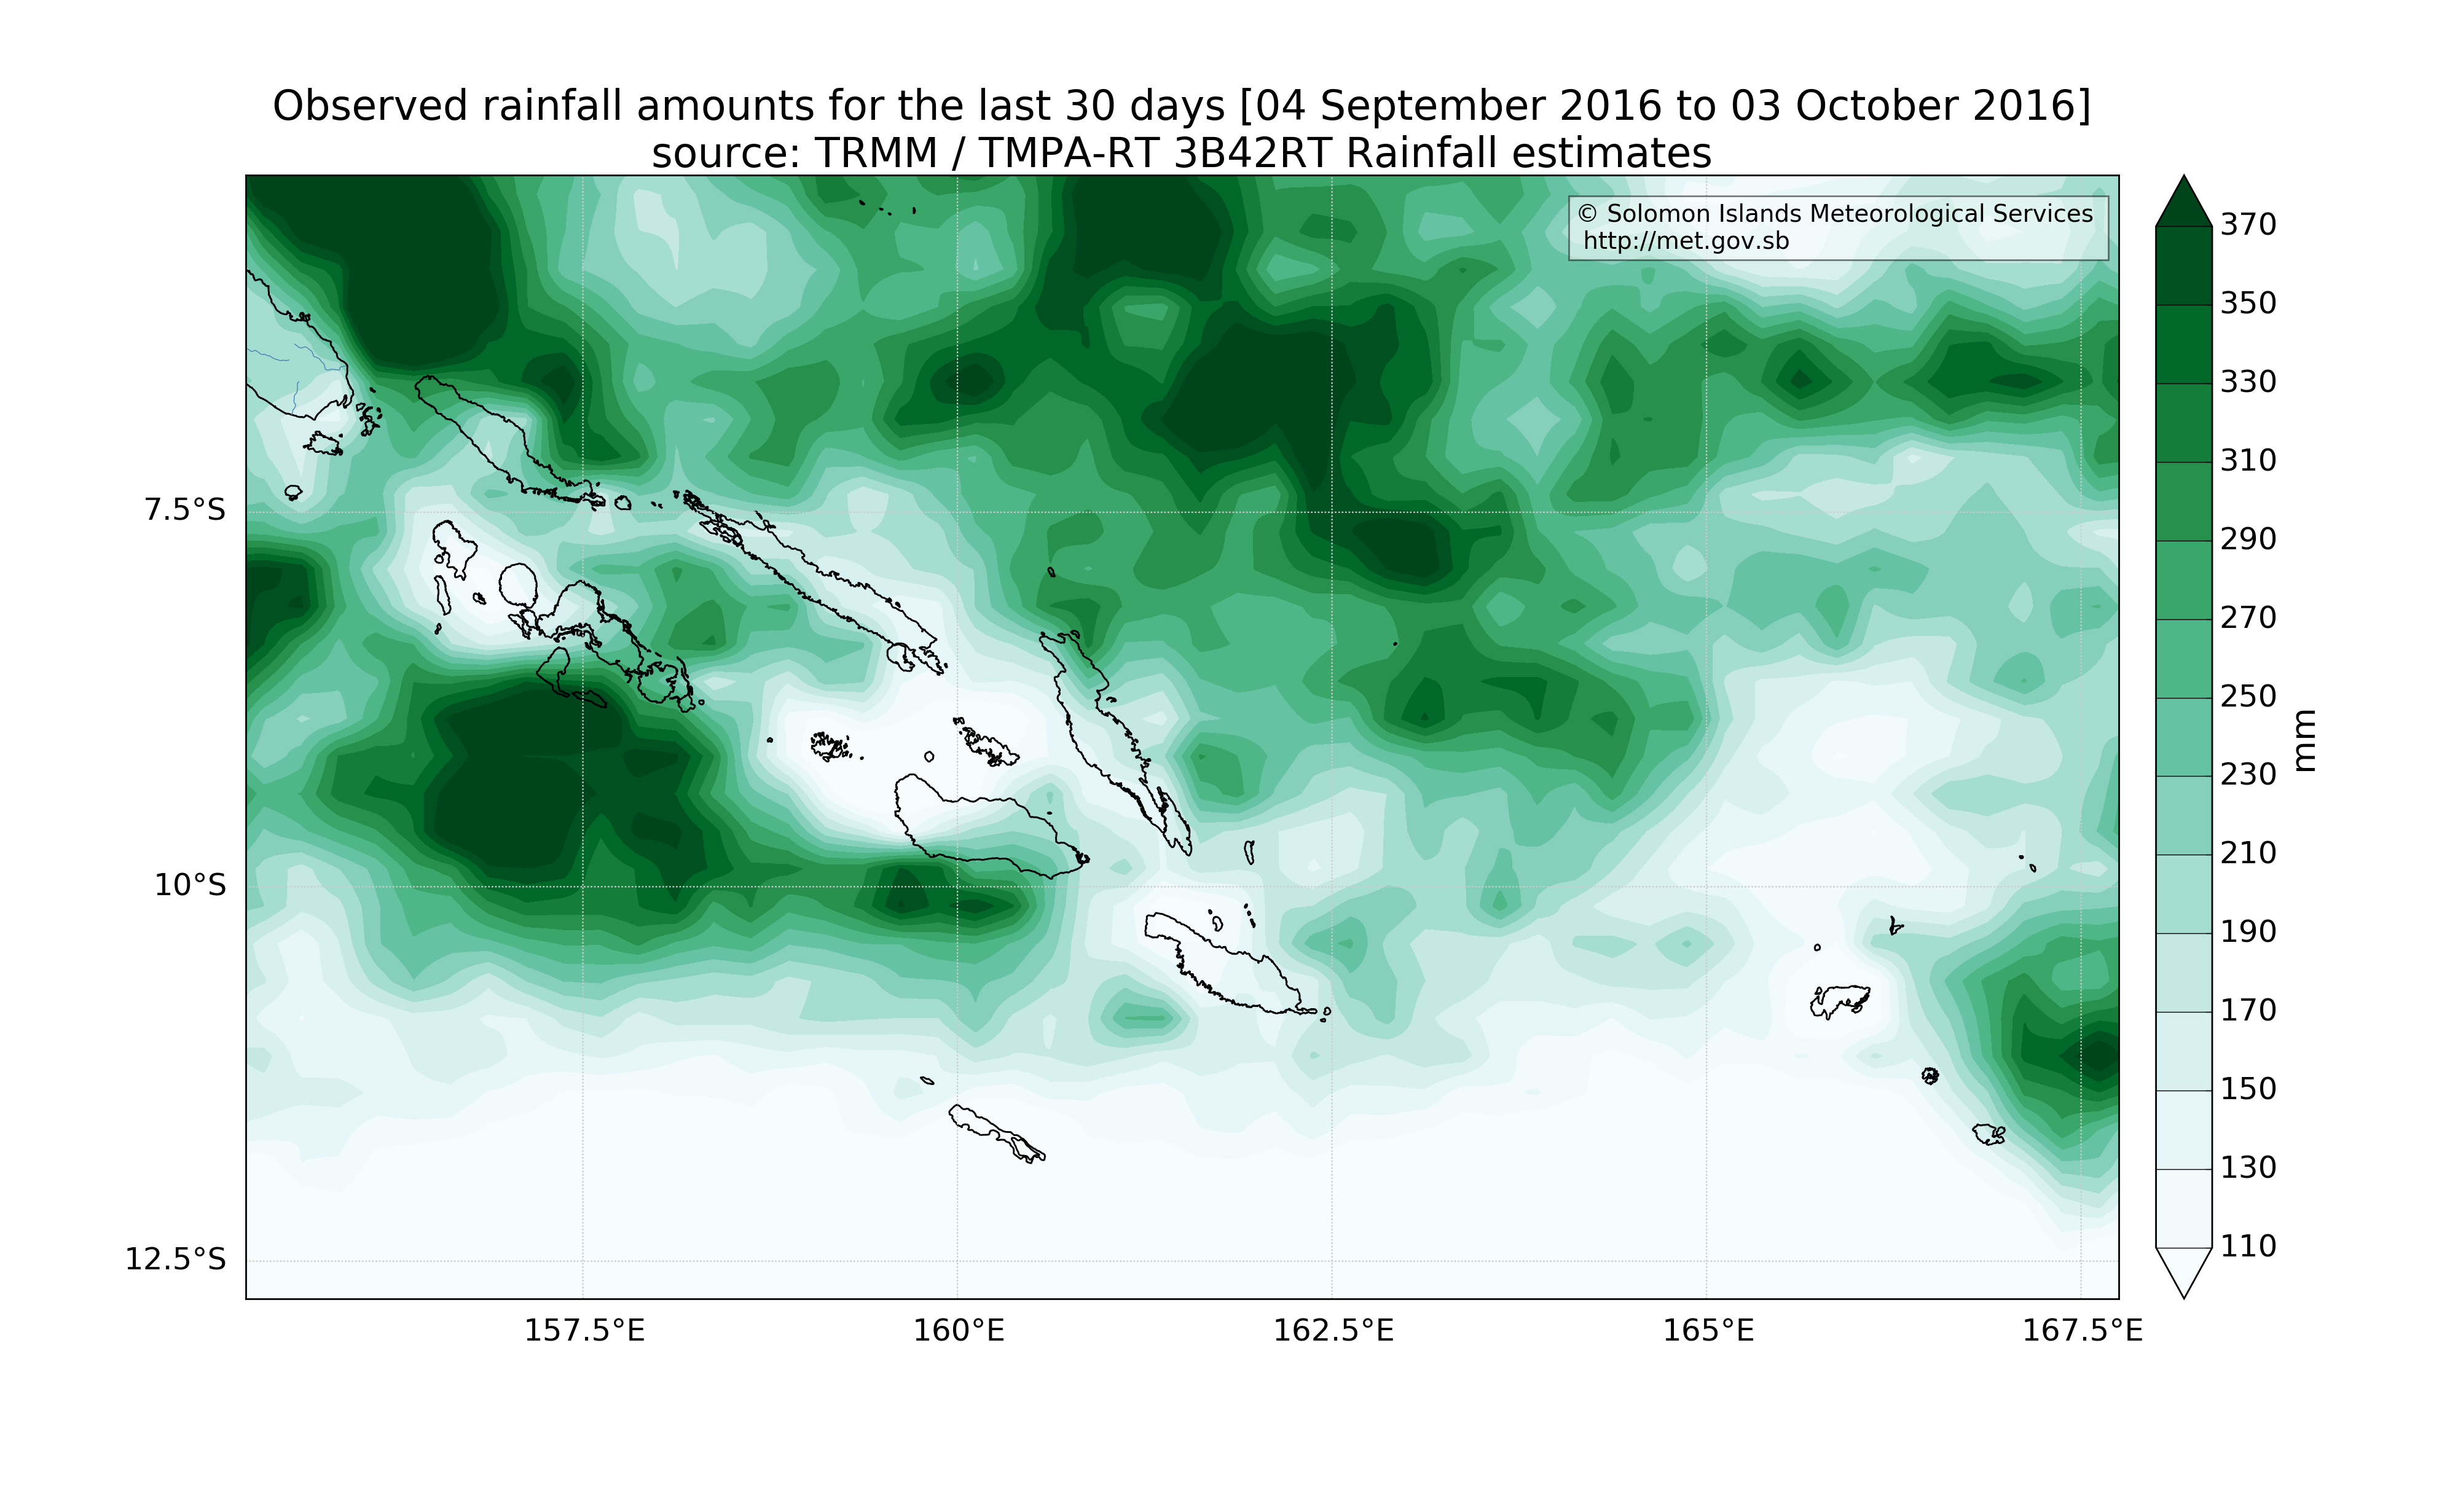 Observed rainfall amounts for the last 30 days [04 September 2016 to 03 October 2016]
source: TRMM / TMPA-RT 3B42RT Rainfall estimates
© Solomon Islands Meteorological Services
http://met.gov.sb
7.5°S
10°S
12.5°S
157.5°E
160°E
162.5°E
165°E
167.5°E
370
350
330
310
290
270
250
230
210
190
170
150
130
110
mm